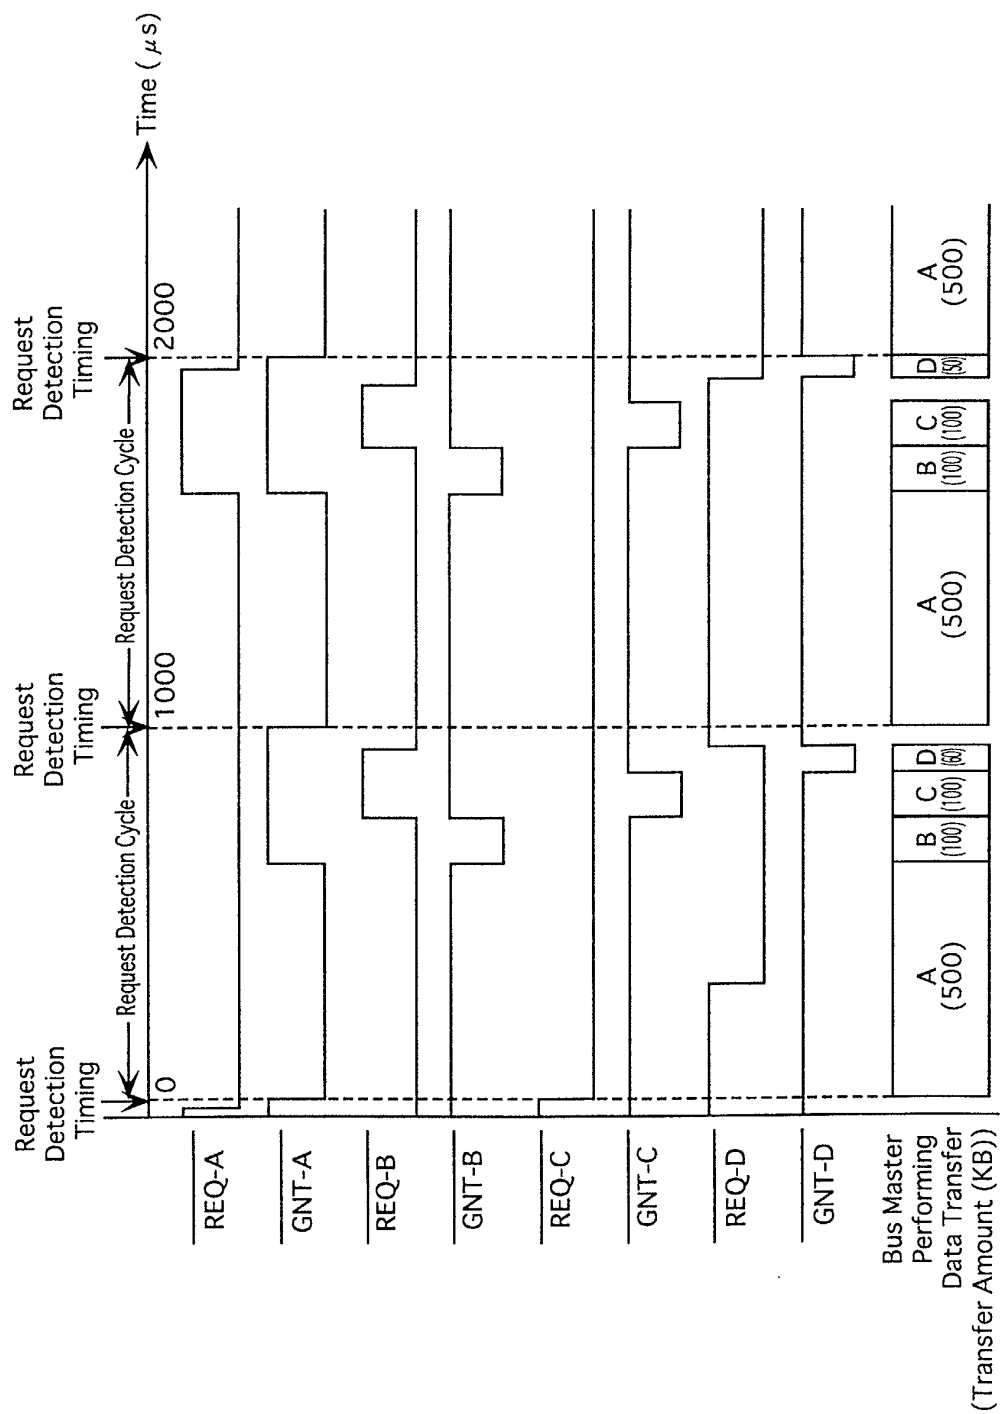 Request
Detection
Timing
Request
Detection
Timing
Request
Detection
Timing
Request Detection Cycle
Request Detection Cycle
0
1000
2000
Time ( μs)
REQ-A
GNT-A
REQ-B
GNT-B
REQ-C
GNT-C
REQ-D
GNT-D
Bus Master
Performing
Data Transfer
(Transfer Amount (KB))
A
(500)
B
(100)
C
(100)
D
(60)
A
(500)
B
(100)
C
(100)
D
(50)
A
(500)